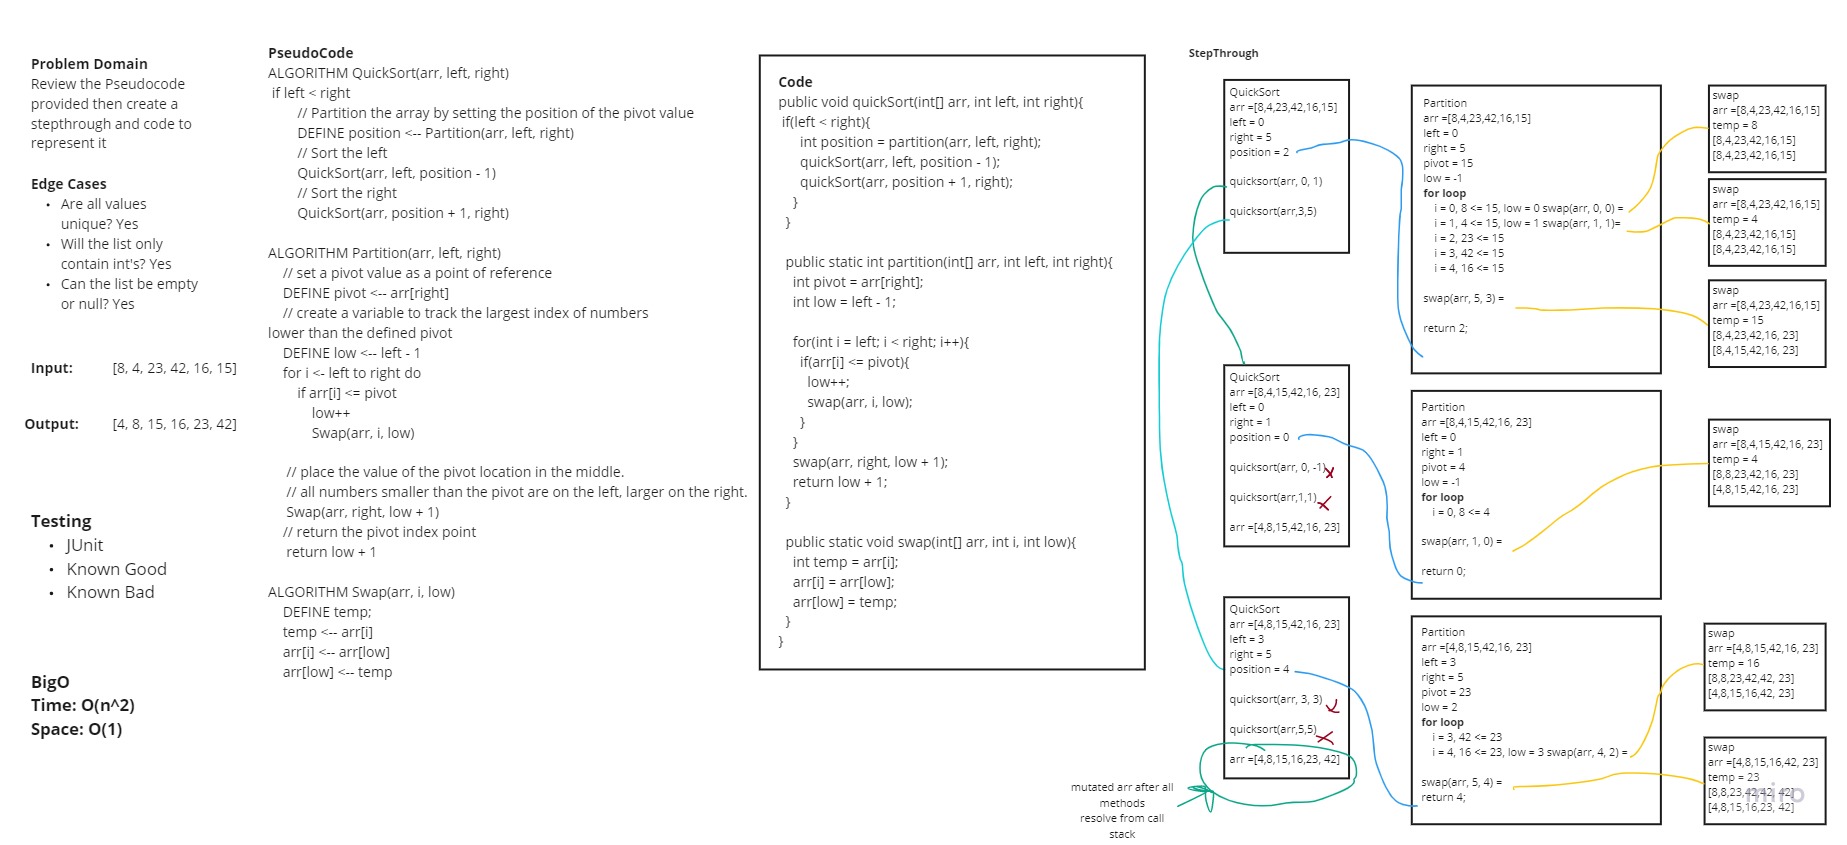 Problem Domain
Review the Pseudocode
provided then create a
stepthrough and code to
represent it
Edge Cases
• Are all values
unique? Yes
• Will the list only
contain int's? Yes
• Can the list be empty
or null? Yes
Input: [8, 4, 23, 42, 16, 15]
Output: [4, 8, 15, 16, 23, 42]
Testing
• JUnit
• Known Good
• Known Bad
BigO
Time: O(n^2)
Space: O(1)
PseudoCode
ALGORITHM QuickSort(arr, left, right)
if left < right
// Partition the array by setting the position of the pivot value
DEFINE position <-- Partition(arr, left, right)
// Sort the left
QuickSort(arr, left, position - 1)
// Sort the right
QuickSort(arr, position + 1, right)
ALGORITHM Partition(arr, left, right)
// set a pivot value as a point of reference
DEFINE pivot <-- arr[right]
// create a variable to track the largest index of numbers
lower than the defined pivot
DEFINE low <-- left - 1
for i <- left to right do
if arr[i] <= pivot
low++
Swap(arr, i, low)
// place the value of the pivot location in the middle.
// all numbers smaller than the pivot are on the left, larger on the right.
Swap(arr, right, low + 1)
// return the pivot index point
return low + 1
ALGORITHM Swap(arr, i, low)
DEFINE temp;
temp <-- arr[i]
arr[i] <-- arr[low]
arr[low] <-- temp
Code
public void quickSort(int[] arr, int left, int right){
if(left < right){
int position = partition(arr, left, right);
quickSort(arr, left, position - 1);
quickSort(arr, position + 1, right);
}
}
public static int partition(int[] arr, int left, int right){
int pivot = arr[right];
int low = left - 1;
for(int i = left; i < right; i++){
if(arr[i] <= pivot){
low++;
swap(arr, i, low);
}
}
swap(arr, right, low + 1);
return low + 1;
}
public static void swap(int[] arr, int i, int low){
int temp = arr[i];
arr[i] = arr[low];
arr[low] = temp;
}
}
StepThrough
QuickSort
arr =[8,4,23,42,16,15]
left = 0
right = 5
position = 2
quicksort(arr, 0, 1)
quicksort(arr,3,5)
Partition
arr =[8,4,23,42,16,15]
left = 0
right = 5
pivot = 15
low = -1
for loop
i = 0, 8 <= 15, low = 0 swap(arr, 0, 0) =
i = 1, 4 <= 15, low = 1 swap(arr, 1, 1)=
i = 2, 23 <= 15
i = 3, 42 <= 15
i = 4, 16 <= 15
swap(arr, 5, 3) =
return 2;
swap
arr =[8,4,23,42,16,15]
temp = 8
[8,4,23,42,16,15]
[8,4,23,42,16,15]
swap
arr =[8,4,23,42,16,15]
temp = 4
[8,4,23,42,16,15]
[8,4,23,42,16,15]
swap
arr =[8,4,23,42,16,15]
temp = 15
[8,4,23,42,16, 23]
[8,4,15,42,16, 23]
QuickSort
arr =[8,4,15,42,16, 23]
left = 0
right = 1
position = 0
quicksort(arr, 0, -1)
quicksort(arr,1,1)
arr =[4,8,15,42,16, 23]
Partition
arr =[8,4,15,42,16, 23]
left = 0
right = 1
pivot = 4
low = -1
for loop
i = 0, 8 <= 4
swap(arr, 1, 0) =
return 0;
swap
arr =[8,4,15,42,16, 23]
temp = 4
[8,8,23,42,16, 23]
[4,8,15,42,16, 23]
QuickSort
arr =[4,8,15,42,16, 23]
left = 3
right = 5
position = 4
quicksort(arr, 3, 3)
quicksort(arr,5,5)
arr =[4,8,15,16,23, 42]
mutated arr after all
methods
resolve from call
stack
Partition
arr =[4,8,15,42,16, 23]
left = 3
right = 5
pivot = 23
low = 2
for loop
i = 3, 42 <= 23
i = 4, 16 <= 23, low = 3 swap(arr, 4, 2) =
swap(arr, 5, 4) =
return 4;
swap
arr =[4,8,15,42,16, 23]
temp = 16
[8,8,23,42,42, 23]
[4,8,15,16,42, 23]
swap
arr =[4,8,15,16,42, 23]
temp = 23
[8,8,23,42,42, 42]
[4,8,15,16,23, 42]
miro